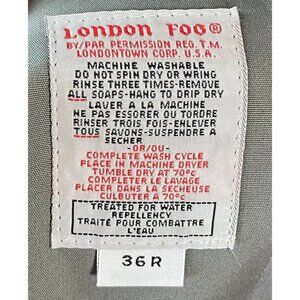 LONDON FOG®
BY/PAR PERMISSION REG. T.M.
LONDONTOWN CORP. U.S.A.
MACHINE WASHABLE
DO NOT SPIN DRY OR WRING
RINSE THREE TIMES-REMOVE
ALL SOAPS-HANG TO DRIP DRY
LAVER A LA MACHINE
NE PAS ESSORER OU TORDRE
RINSER TROIS FOIS-ENLEVER
TOUS SAVONS-SUSPENDRE A
SECHER
-OR/OU-
COMPLETE WASH CYCLE
PLACE IN MACHINE DRYER
TUMBLE DRY AT 70°C
COMPLETER LE LAVAGE
PLACER DANS LA SECHEUSE
CULBUTER A 70°C
TREATED FOR WATER
REPELLENCY
TRAITÉ POUR COMBATTRE
L'EAU
36R